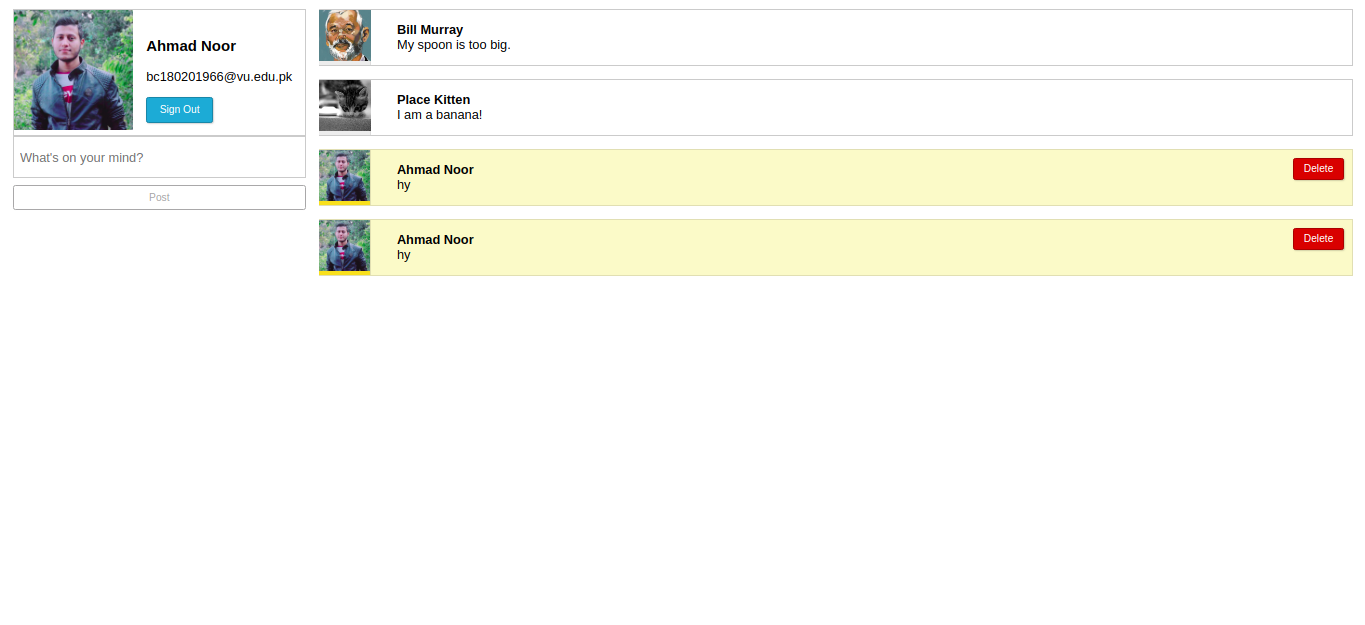 Ahmad Noor
bc180201966@vu.edu.pk
Sign Out
What's on your mind?
Post
Bill Murray
My spoon is too big.
Place Kitten
I am a banana!
Ahmad Noor
hy
Delete
Ahmad Noor
hy
Delete